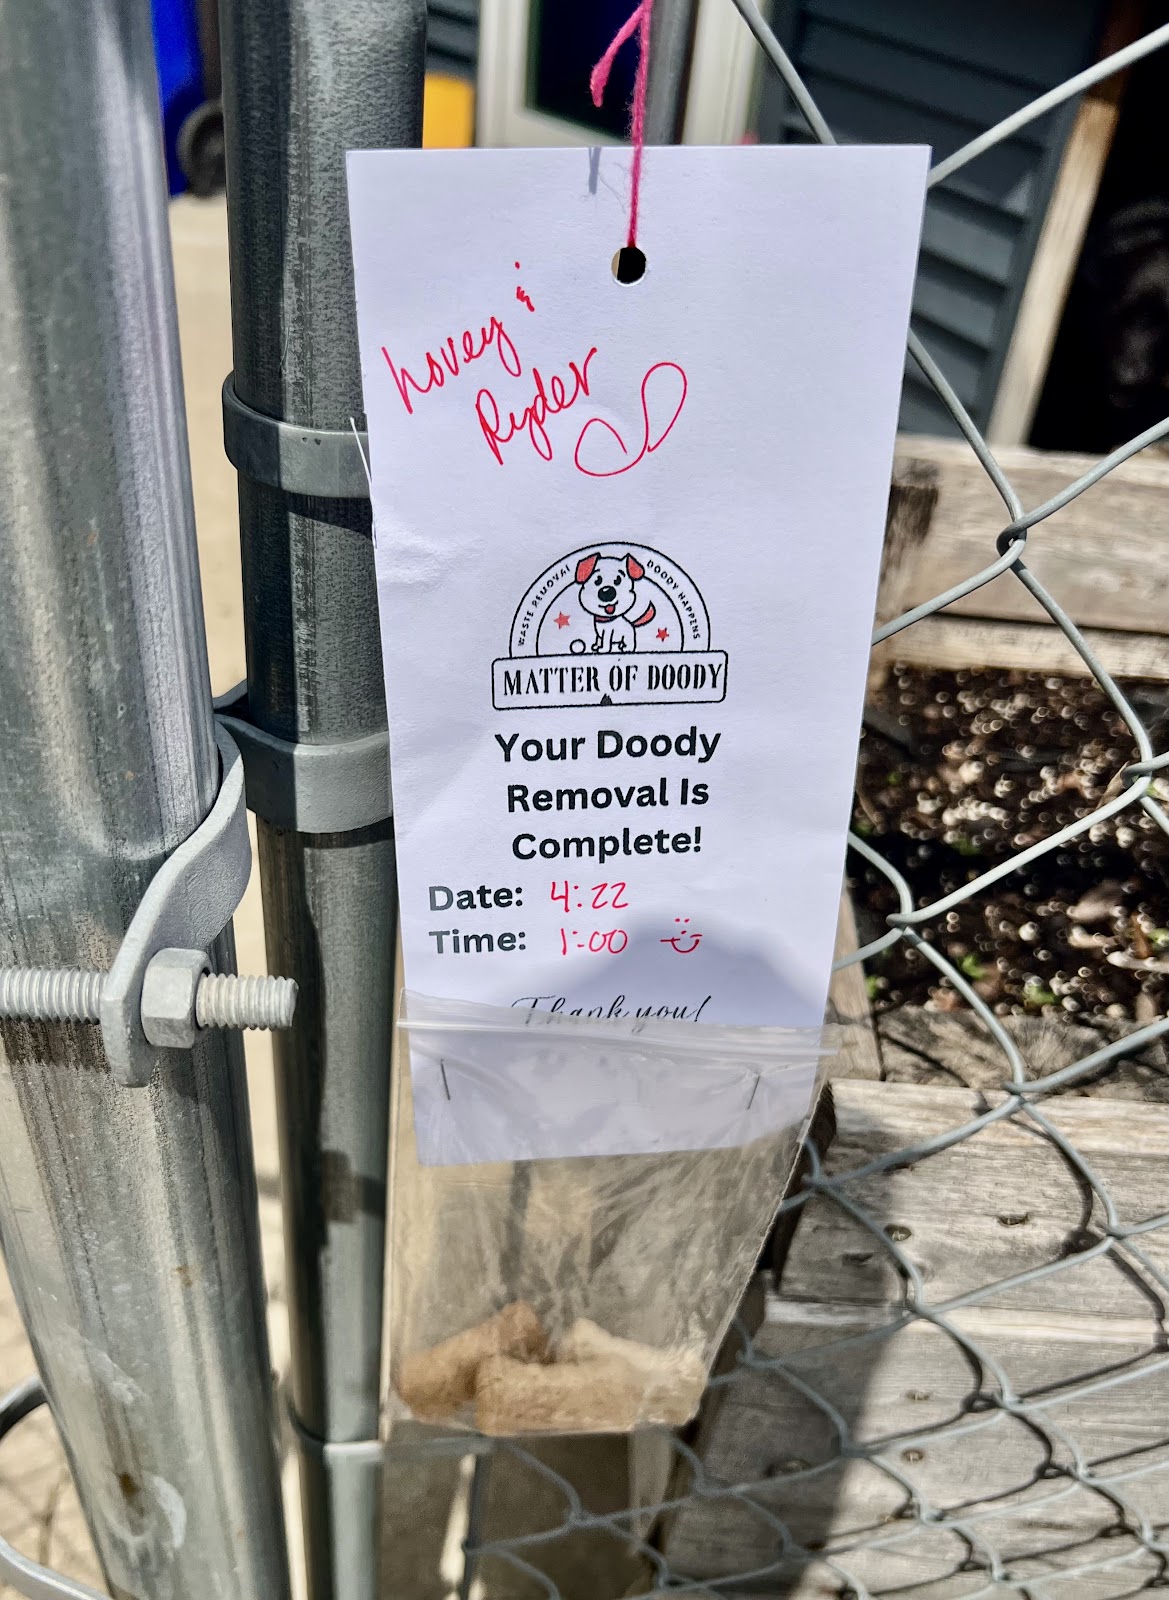 Lovey &
Ryder
WASTE REMOVAL
DOODY HAPPENS
MATTER OF DOODY
Your Doody
Removal Is
Complete!
Date: 4:22
Time: 1:00
Thank you!